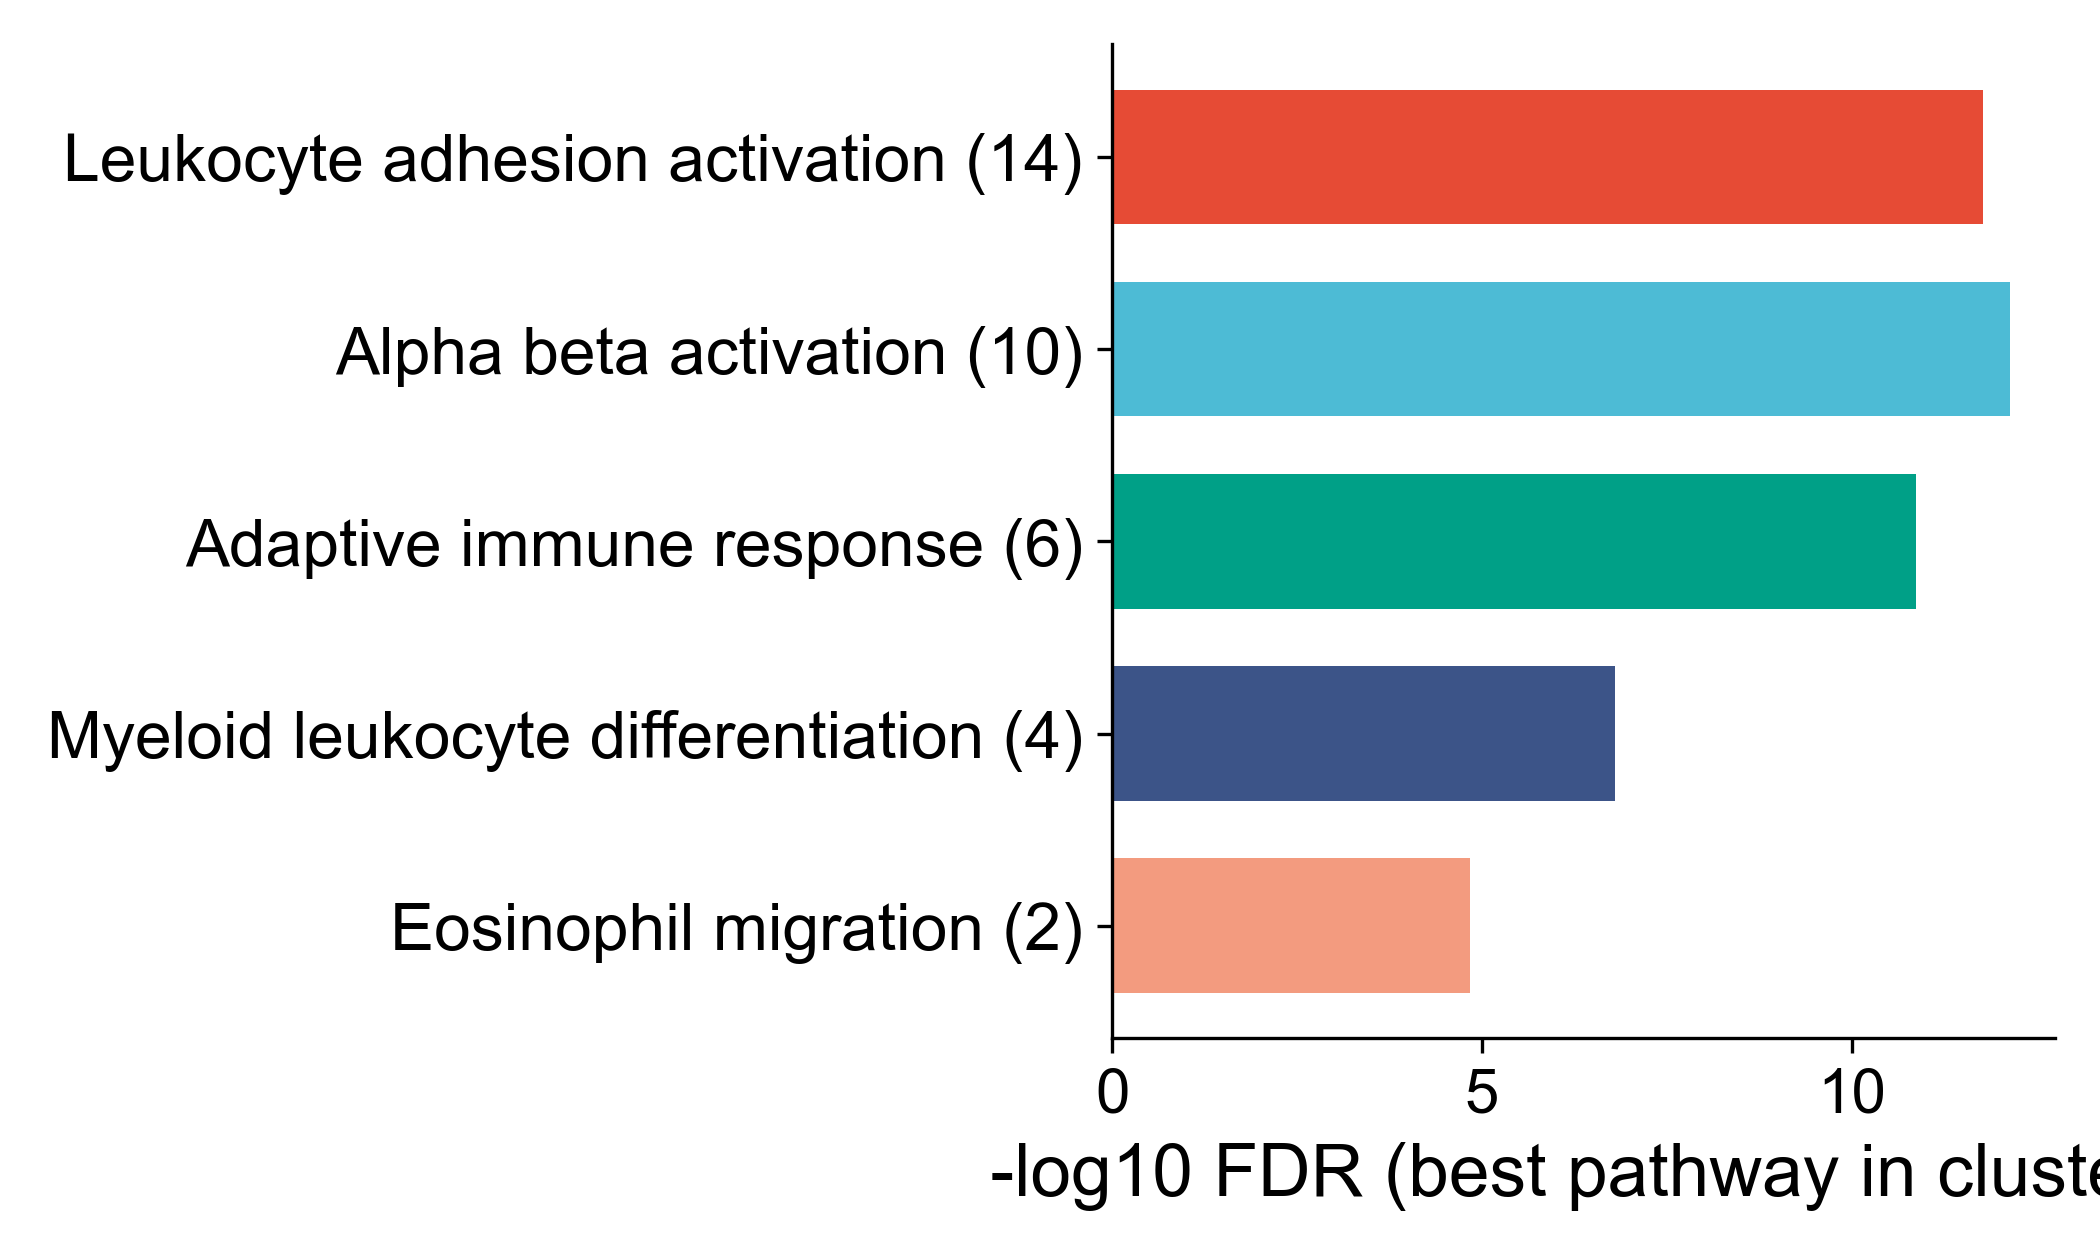 Leukocyte adhesion activation (14)
Alpha beta activation (10)
Adaptive immune response (6)
Myeloid leukocyte differentiation (4)
Eosinophil migration (2)
0 5 10
-log10 FDR (best pathway in cluste